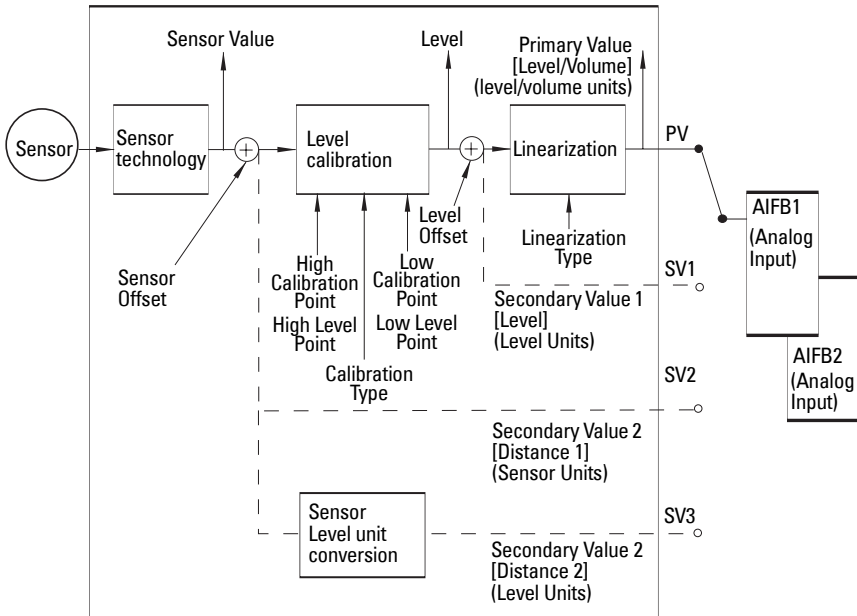 Sensor Value
Level
Primary Value
[Level/Volume]
(level/volume units)
Sensor
Sensor
technology
Level
calibration
Linearization
PV
Sensor
Offset
High
Calibration
Point
High Level
Point
Calibration
Type
Low
Calibration
Point
Low Level
Point
Level
Offset
Linearization
Type
AIFB1
(Analog
Input)
SV1
Secondary Value 1
[Level]
(Level Units)
AIFB2
(Analog
Input)
SV2
Secondary Value 2
[Distance 1]
(Sensor Units)
Sensor
Level unit
conversion
SV3
Secondary Value 2
[Distance 2]
(Level Units)